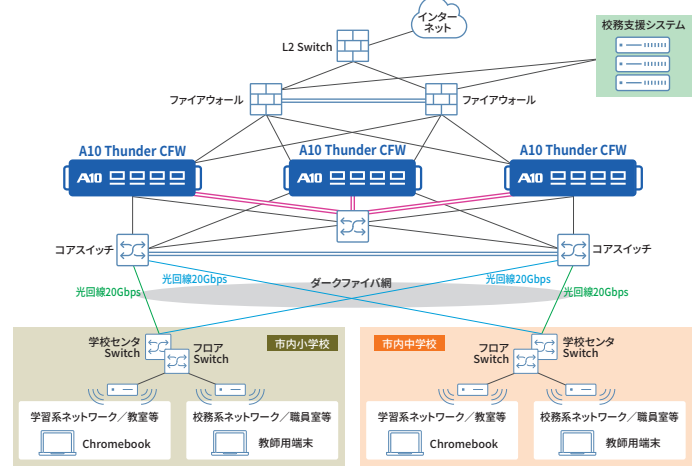 インター
ネット
校務支援システム
L2 Switch
ファイアウォール
ファイアウォール
A10 Thunder CFW
A10 Thunder CFW
A10 Thunder CFW
A10
A10
A10
コアスイッチ
コアスイッチ
光回線20Gbps
光回線20Gbps
ダークファイバ網
光回線20Gbps
光回線20Gbps
学校センタ
Switch
フロア
Switch
市内小学校
市内中学校
フロア
Switch
学校センタ
Switch
学習系ネットワーク／教室等
校務系ネットワーク／職員室等
学習系ネットワーク／教室等
校務系ネットワーク／職員室等
Chromebook
教師用端末
Chromebook
教師用端末